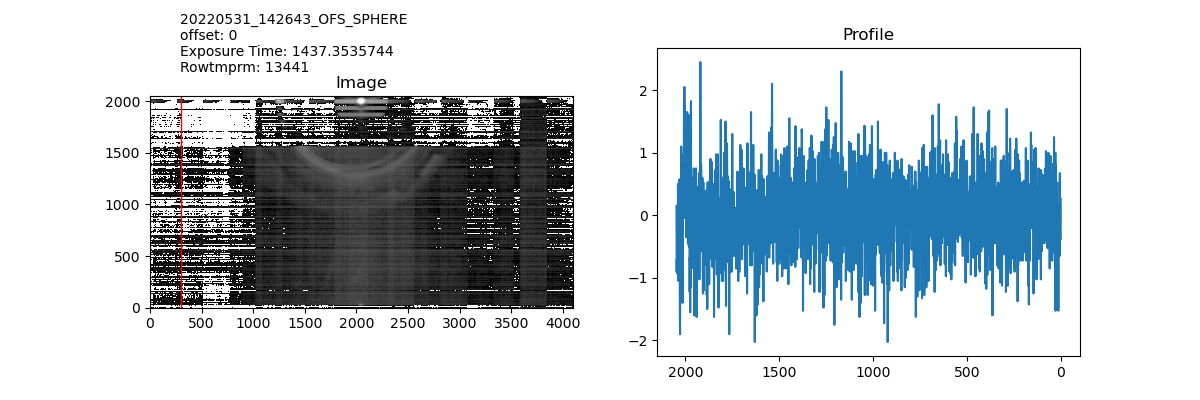 20220531_142643_OFS_SPHERE
offset: 0
Exposure Time: 1437.3535744
Rowtmprm: 13441
Image
2000
1500
1000
500
0
0 500 1000 1500 2000 2500 3000 3500 4000
Profile
2
1
0
−1
−2
2000 1500 1000 500 0